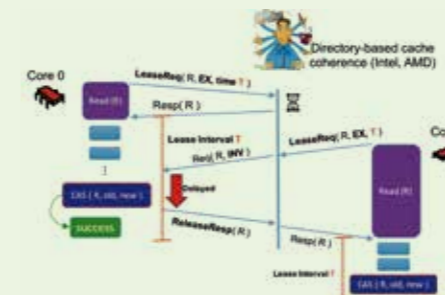 Directory-based cache
coherence (Intel, AMD)
Core 0
LeaseReq( R, EX, time T )
Read (R)
Resp( R )
LeaseReq( R, EX, T )
Lease Interval T
Req( R, INV )
Read(R)
Delayed
CAS ( R, old, new )
SUCCESS
ReleaseResp( R )
Resp( R )
Lease Interval T
CAS ( R, old, new )